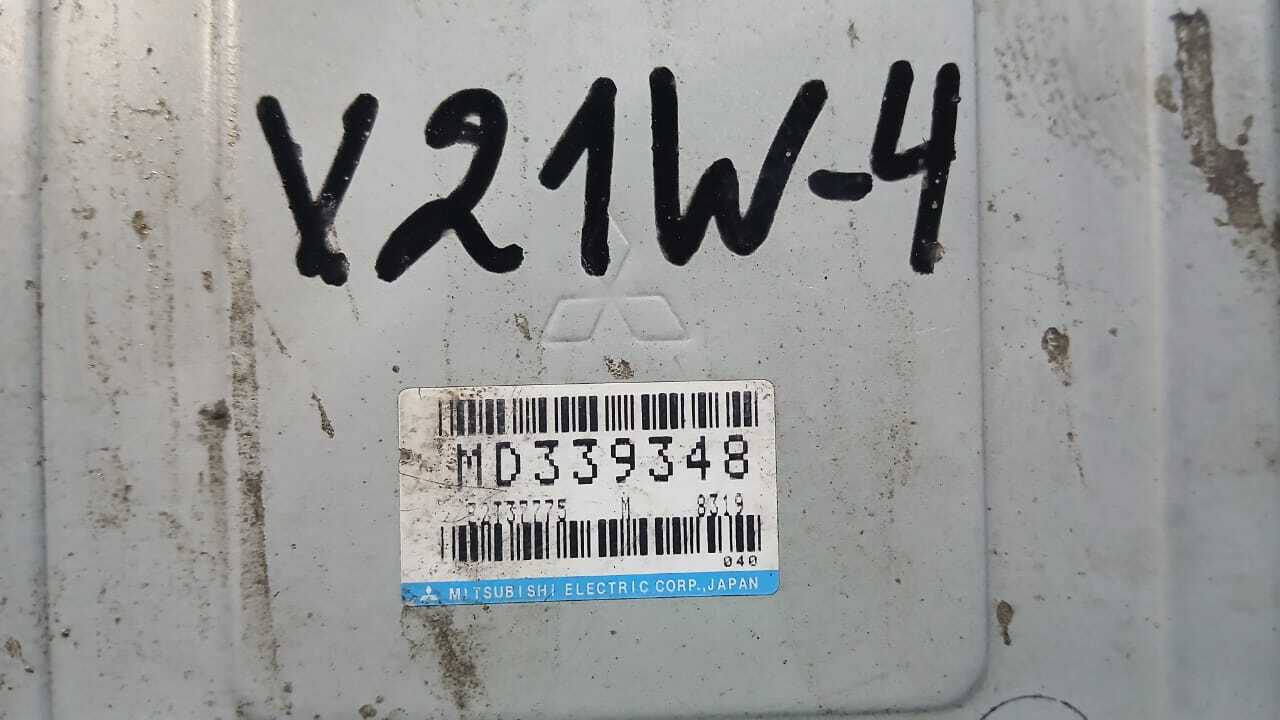 V21W-4
MD339348
M 8319
040
MITSUBISHI ELECTRIC CORP.,JAPAN